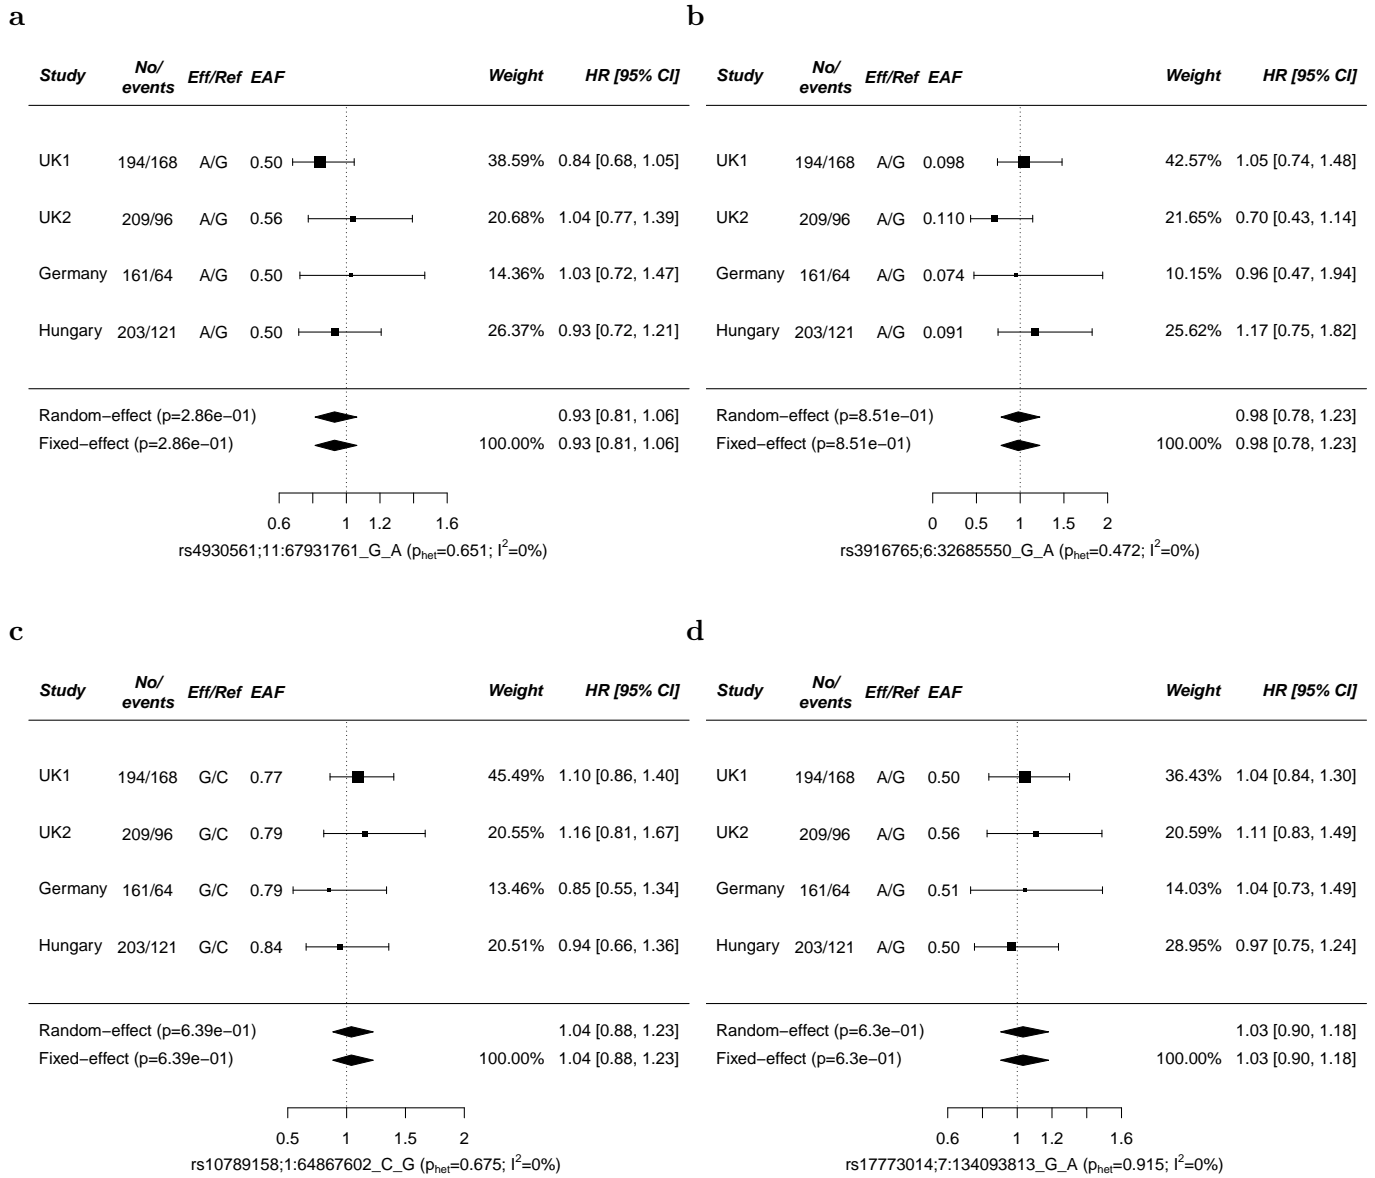 a
Study No/ events Eff/Ref EAF Weight HR [95% CI]
UK1 194/168 A/G 0.50 38.59% 0.84 [0.68, 1.05]
UK2 209/96 A/G 0.56 20.68% 1.04 [0.77, 1.39]
Germany 161/64 A/G 0.50 14.36% 1.03 [0.72, 1.47]
Hungary 203/121 A/G 0.50 26.37% 0.93 [0.72, 1.21]
Random−effect (p=2.86e−01) 0.93 [0.81, 1.06]
Fixed−effect (p=2.86e−01) 100.00% 0.93 [0.81, 1.06]
0.6 1 1.2 1.6
rs4930561;11:67931761_G_A (phet=0.651; I²=0%)
b
Study No/ events Eff/Ref EAF Weight HR [95% CI]
UK1 194/168 A/G 0.098 42.57% 1.05 [0.74, 1.48]
UK2 209/96 A/G 0.110 21.65% 0.70 [0.43, 1.14]
Germany 161/64 A/G 0.074 10.15% 0.96 [0.47, 1.94]
Hungary 203/121 A/G 0.091 25.62% 1.17 [0.75, 1.82]
Random−effect (p=8.51e−01) 0.98 [0.78, 1.23]
Fixed−effect (p=8.51e−01) 100.00% 0.98 [0.78, 1.23]
0 0.5 1 1.5 2
rs3916765;6:32685550_G_A (phet=0.472; I²=0%)
c
Study No/ events Eff/Ref EAF Weight HR [95% CI]
UK1 194/168 G/C 0.77 45.49% 1.10 [0.86, 1.40]
UK2 209/96 G/C 0.79 20.55% 1.16 [0.81, 1.67]
Germany 161/64 G/C 0.79 13.46% 0.85 [0.55, 1.34]
Hungary 203/121 G/C 0.84 20.51% 0.94 [0.66, 1.36]
Random−effect (p=6.39e−01) 1.04 [0.88, 1.23]
Fixed−effect (p=6.39e−01) 100.00% 1.04 [0.88, 1.23]
0.5 1 1.5 2
rs10789158;1:64867602_C_G (phet=0.675; I²=0%)
d
Study No/ events Eff/Ref EAF Weight HR [95% CI]
UK1 194/168 A/G 0.50 36.43% 1.04 [0.84, 1.30]
UK2 209/96 A/G 0.56 20.59% 1.11 [0.83, 1.49]
Germany 161/64 A/G 0.51 14.03% 1.04 [0.73, 1.49]
Hungary 203/121 A/G 0.50 28.95% 0.97 [0.75, 1.24]
Random−effect (p=6.3e−01) 1.03 [0.90, 1.18]
Fixed−effect (p=6.3e−01) 100.00% 1.03 [0.90, 1.18]
0.6 1 1.2 1.6
rs17773014;7:134093813_G_A (phet=0.915; I²=0%)